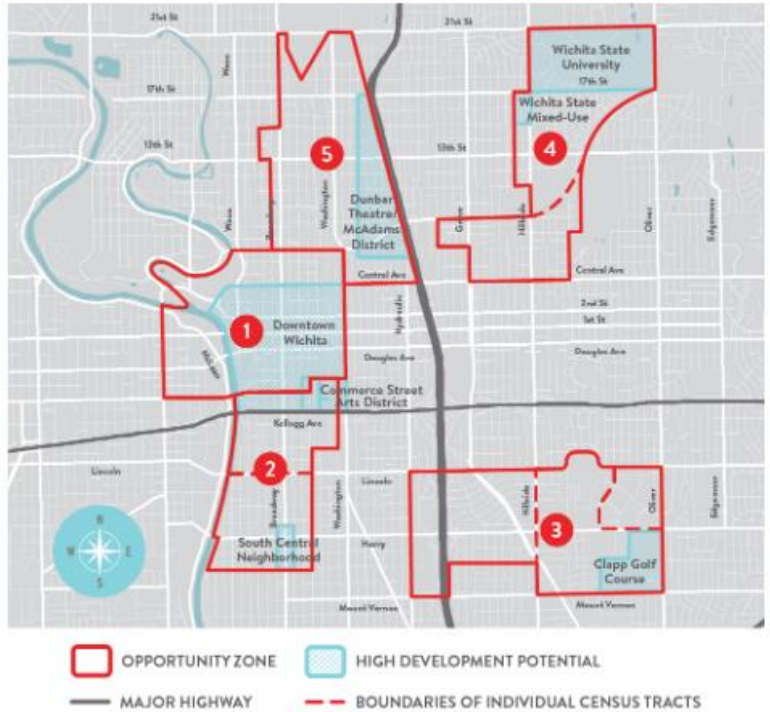 21st St
21st St
Wichita State
University
17th St
Waco
17th St
Wichita State
Mixed-Use
13th St
13th St
5
4
Washington
Dunbar
Theatre/
McAdams
District
Waco
Broadway
Grove
Hillside
Oliver
Edgemoor
Central Ave
Central Ave
Hydraulic
2nd St
1st St
1
Downtown
Wichita
McLean
Douglas Ave
Douglas Ave
Commerce Street
Arts District
Kellogg Ave
2
Lincoln
Lincoln
Broadway
Washington
Hillside
Oliver
Edgemoor
N
W
E
S
3
South Central
Neighborhood
Harry
Clapp Golf
Course
Mount Vernon
Mount Vernon
OPPORTUNITY ZONE
HIGH DEVELOPMENT POTENTIAL
MAJOR HIGHWAY
BOUNDARIES OF INDIVIDUAL CENSUS TRACTS